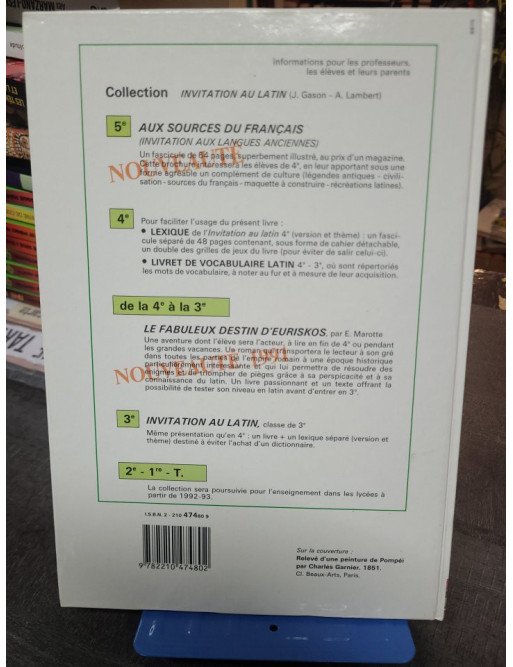 Informations pour les professeurs,
les élèves et leurs parents
Collection INVITATION AU LATIN (J. Gason - A. Lambert)
5e AUX SOURCES DU FRANÇAIS
(INVITATION AUX LANGUES ANCIENNES)
NOUVEAUTÉ
Un fascicule de 64 pages superbement illustré, au prix d'un magazine.
Cette brochure intéressera les élèves de 4e, en leur apportant sous une
forme agréable un complément de culture (légendes antiques - civili-
sation - sources du français - maquette à construire - récréations latines).
4e Pour faciliter l'usage du présent livre :
• LEXIQUE de l'Invitation au latin 4e (version et thème) : un fasci-
cule séparé de 48 pages contenant, sous forme de cahier détachable,
un double des grilles de jeux du livre (pour éviter de salir celui-ci).
• LIVRET DE VOCABULAIRE LATIN 4e - 3e, où sont répertoriés
les mots de vocabulaire, à noter au fur et à mesure de leur acquisition.
de la 4e à la 3e
LE FABULEUX DESTIN D'EURISKOS, par E. Marotte
Une aventure dont l'élève sera l'acteur, à lire en fin de 4e ou pendant
les grandes vacances. Un roman qui transportera le lecteur à son gré
dans toutes les provinces de l'empire romain à une époque historique
particulièrement intéressante et qui lui permettra de résoudre des
énigmes, de triompher de pièges grâce à sa perspicacité et à sa
connaissance du latin. Un livre passionnant et un texte offrant la
possibilité de tester son niveau en latin avant d'entrer en 3e.
NOUVEAUTÉ 1991
3e INVITATION AU LATIN, classe de 3e
Même présentation qu'en 4e : un livre + un lexique séparé (version et
thème) destiné à éviter l'achat d'un dictionnaire.
2e - 1re - T.
La collection sera poursuivie pour l'enseignement dans les lycées à
partir de 1992-93.
I.S.B.N. 2 - 210 47480 9
9 782210 474802
Sur la couverture :
Relevé d'une peinture de Pompéi
par Charles Garnier. 1851.
Cl. Beaux-Arts, Paris.